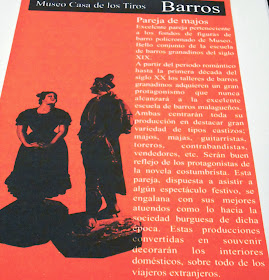 Museo Casa de los Tiros Barros
Pareja de majos
Excelente pareja perteneciente
a los fondos de figuras de
barro policromado de Museo.
Bello conjunto de la escuela
de barros granadinos del siglo
XIX.
A partir del periodo romántico
hasta la primera década del
siglo XX los talleres de barros
granadinos adquieren un gran
protagonismo que nunca
alcanzará a la excelente
escuela de barros malagueños.
Ambas centrarán toda su
producción en destacar gran
variedad de tipos castizos;
majos, majas, guitarristas,
toreros, contrabandistas,
vendedores, etc. Serán buen
reflejo de los protagonistas de
la novela costumbrista. Esta
pareja, dispuesta a asistir a
algún espectáculo festivo, se
engalana con sus mejores
atuendos como lo hacía la
sociedad burguesa de dicha
época. Estas producciones
convertidas en souvenir
decorarán los interiores
domésticos, sobre todo de los
viajeros extranjeros.